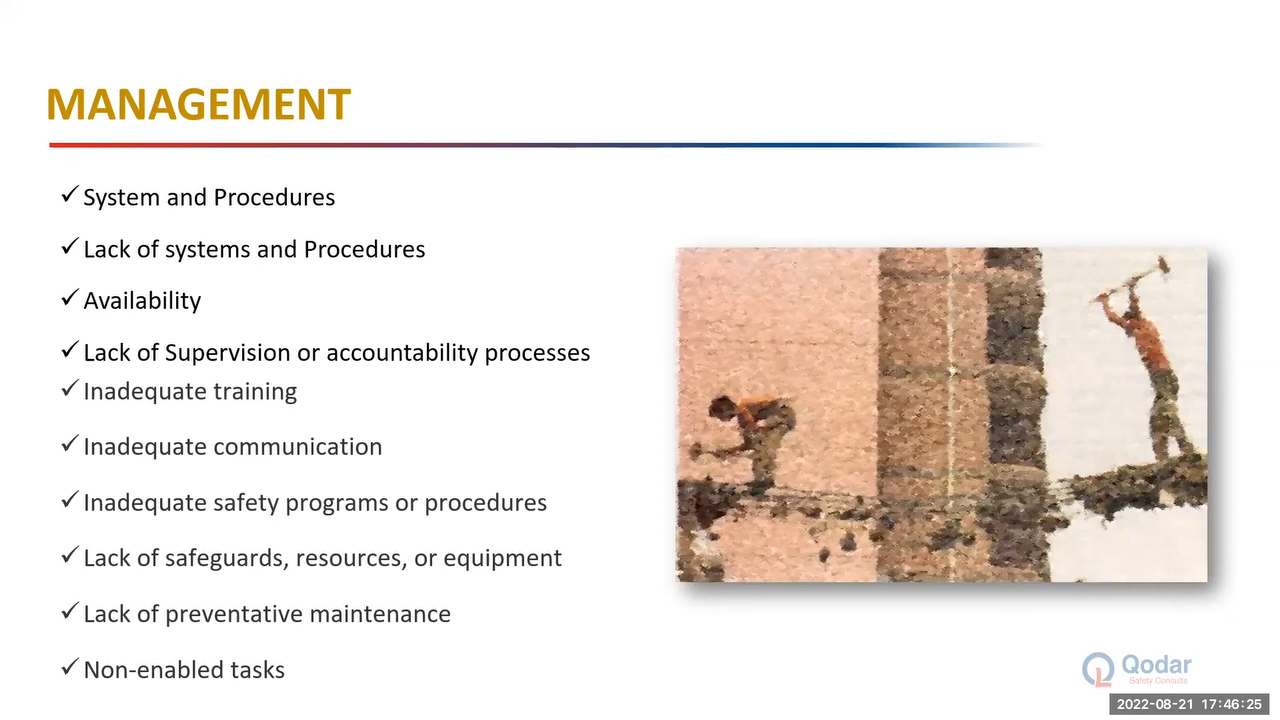 MANAGEMENT
✓ System and Procedures
✓ Lack of systems and Procedures
✓ Availability
✓ Lack of Supervision or accountability processes
✓ Inadequate training
✓ Inadequate communication
✓ Inadequate safety programs or procedures
✓ Lack of safeguards, resources, or equipment
✓ Lack of preventative maintenance
✓ Non-enabled tasks
Qodar
Safety Consults
2022-08-21 17:46:25